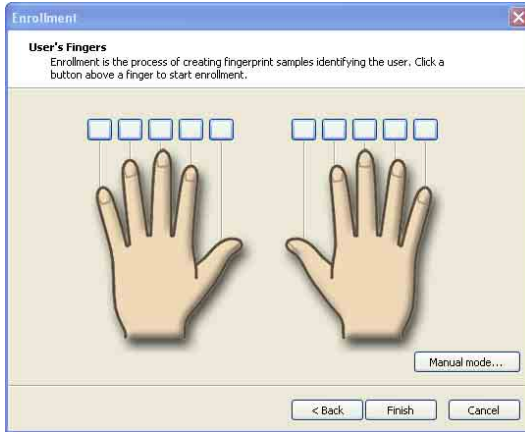 Enrollment
User's Fingers
Enrollment is the process of creating fingerprint samples identifying the user. Click a
button above a finger to start enrollment.
Manual mode...
< Back
Finish
Cancel